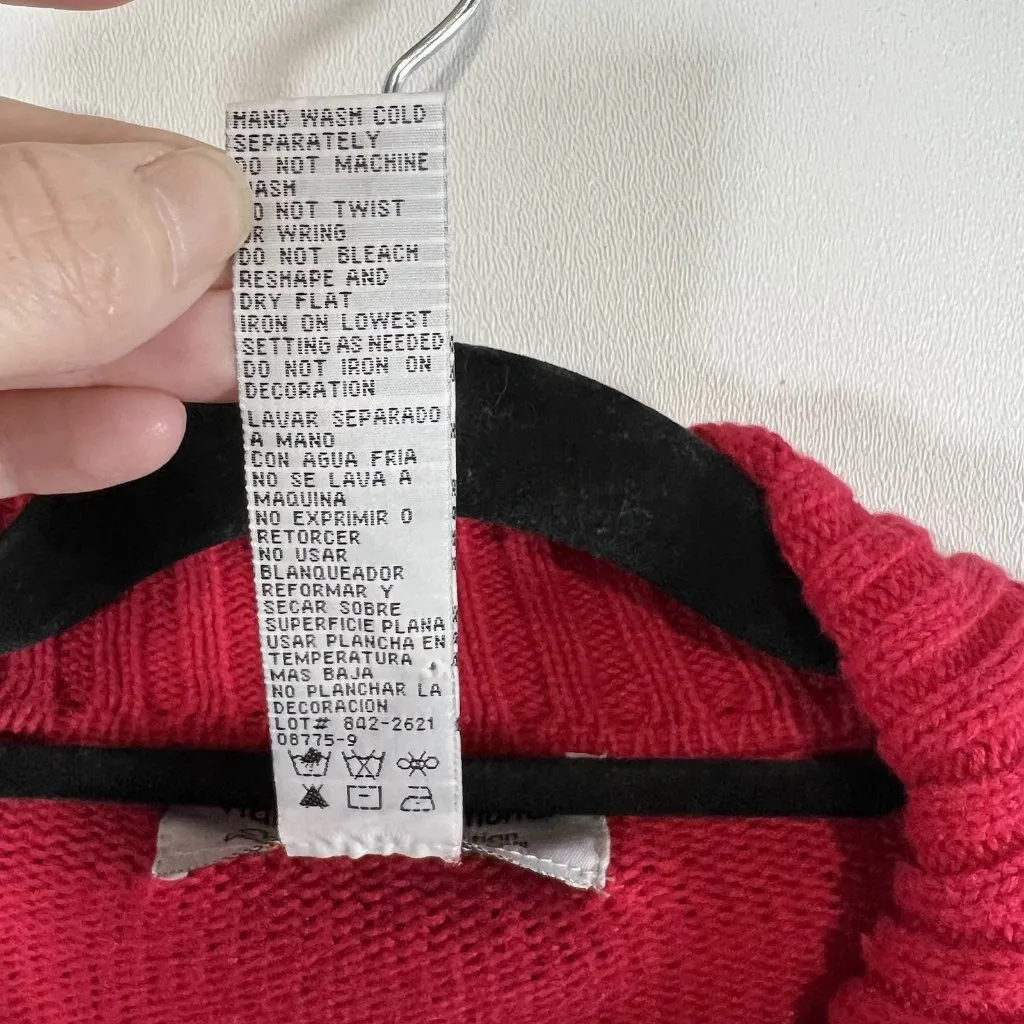 HAND WASH COLD
SEPARATELY
DO NOT MACHINE
WASH
DO NOT TWIST
OR WRING
DO NOT BLEACH
RESHAPE AND
DRY FLAT
IRON ON LOWEST
SETTING AS NEEDED
DO NOT IRON ON
DECORATION
LAVAR SEPARADO
A MANO
CON AGUA FRIA
NO SE LAVA A
MAQUINA
NO EXPRIMIR O
RETORCER
NO USAR
BLANQUEADOR
REFORMAR Y
SECAR SOBRE
SUPERFICIE PLANA
USAR PLANCHA EN
TEMPERATURA
MAS BAJA
NO PLANCHAR LA
DECORACION
LOT# 842-2621
08775-9